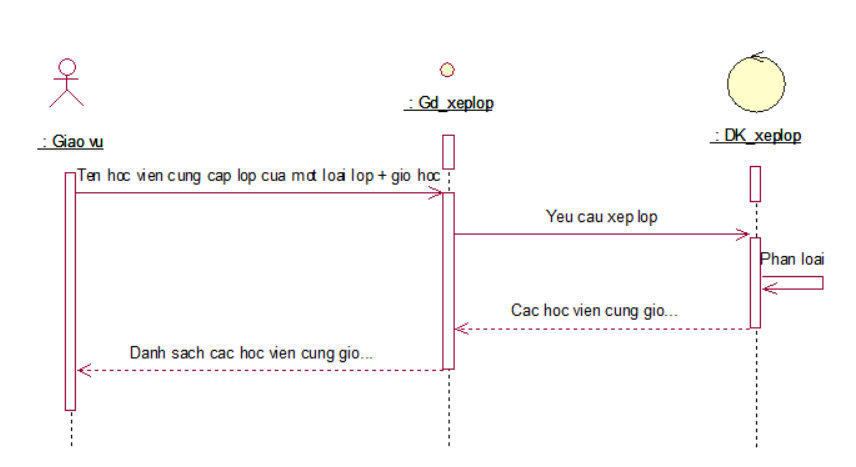 : Gd_xeplop
: Giao vu
: DK_xeplop
Ten hoc vien cung cap lop cua mot loai lop + gio hoc
Yeu cau xep lop
Phan loai
Cac hoc vien cung gio...
Danh sach cac hoc vien cung gio...